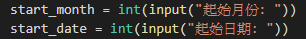 start_month = int(input("起始月份: "))
start_date = int(input("起始日期: "))